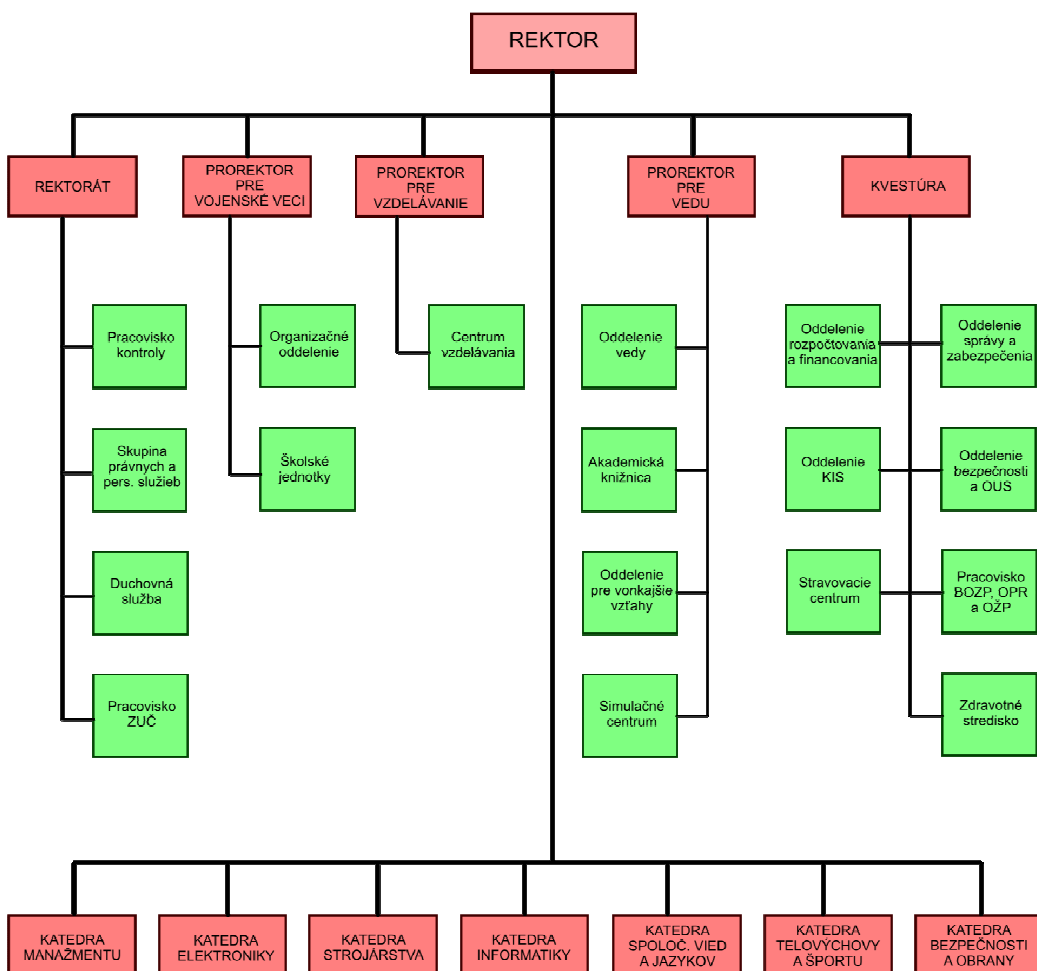 REKTOR
REKTORÁT
PROREKTOR
PRE
VOJENSKÉ VECI
PROREKTOR
PRE
VZDELÁVANIE
PROREKTOR
PRE
VEDU
KVESTÚRA
Pracovisko
kontroly
Organizačné
oddelenie
Centrum
vzdelávania
Oddelenie
vedy
Oddelenie
rozpočtovania
a financovania
Oddelenie
správy a
zabezpečenia
Skupina
právnych a
pers. služieb
Školské
jednotky
Akademická
knižnica
Oddelenie
KIS
Oddelenie
bezpečnosti
a OUS
Duchovná
služba
Oddelenie
pre vonkajšie
vzťahy
Stravovacie
centrum
Pracovisko
BOZP, OPR
a OŽP
Pracovisko
ZUČ
Simulačné
centrum
Zdravotné
stredisko
KATEDRA
MANAŽMENTU
KATEDRA
ELEKTRONIKY
KATEDRA
STROJÁRSTVA
KATEDRA
INFORMATIKY
KATEDRA
SPOLOČ. VIED
A JAZYKOV
KATEDRA
TELOVÝCHOVY
A ŠPORTU
KATEDRA
BEZPEČNOSTI
A OBRANY